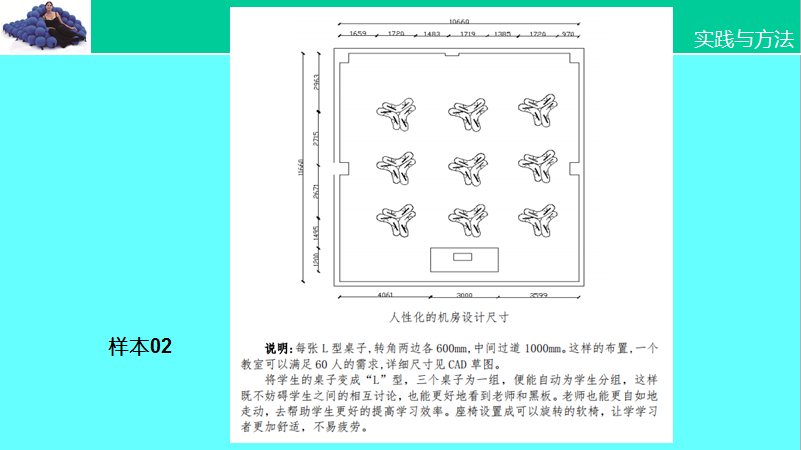 实践与方法
10660
1659 1720 1483 1719 1385 1720 970
2963
2715
11660
2671
1495
1200
4061 3000 3599
人性化的机房设计尺寸
样本02
说明:每张 L 型桌子,转角两边各 600mm,中间过道 1000mm。这样的布置,一个
教室可以满足 60 人的需求,详细尺寸见 CAD 草图。
将学生的桌子变成“L”型，三个桌子为一组，便能自动为学生分组，这样
既不妨碍学生之间的相互讨论，也能更好地看到老师和黑板。老师也能更自如地
走动，去帮助学生更好的提高学习效率。座椅设置成可以旋转的软椅，让学学习
者更加舒适，不易疲劳。